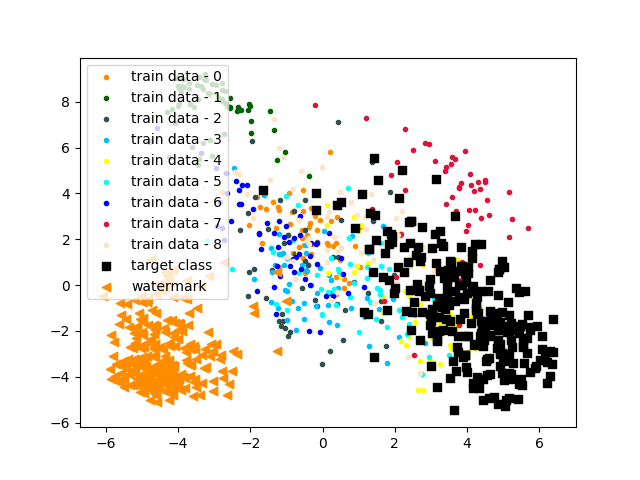 8
6
4
2
0
−2
−4
−6
−6
−4
−2
0
2
4
6
train data - 0
train data - 1
train data - 2
train data - 3
train data - 4
train data - 5
train data - 6
train data - 7
train data - 8
target class
watermark